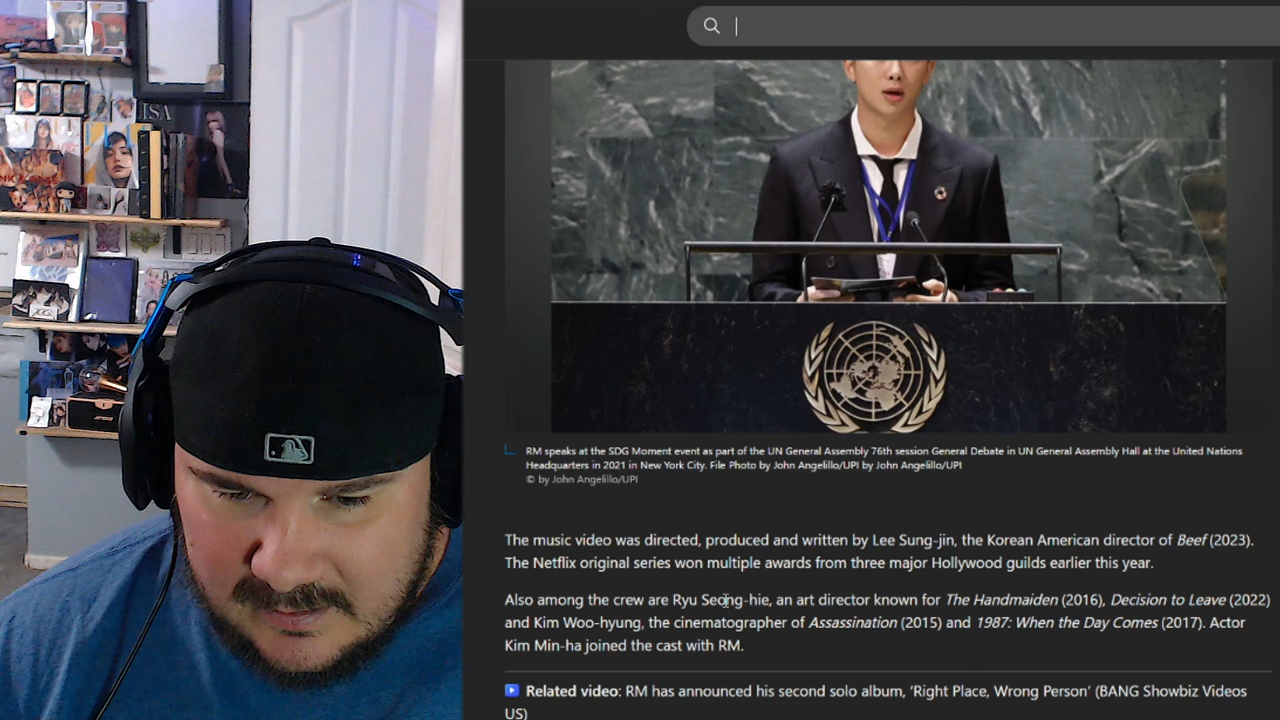 ISA
RM speaks at the SDG Moment event as part of the UN General Assembly 76th session General Debate in UN General Assembly Hall at the United Nations
Headquarters in 2021 in New York City. File Photo by John Angelillo/UPI by John Angelillo/UPI
© by John Angelillo/UPI
The music video was directed, produced and written by Lee Sung-jin, the Korean American director of Beef (2023).
The Netflix original series won multiple awards from three major Hollywood guilds earlier this year.
Also among the crew are Ryu Seong-hie, an art director known for The Handmaiden (2016), Decision to Leave (2022)
and Kim Woo-hyung, the cinematographer of Assassination (2015) and 1987: When the Day Comes (2017). Actor
Kim Min-ha joined the cast with RM.
Related video: RM has announced his second solo album, ‘Right Place, Wrong Person’ (BANG Showbiz Videos
US)